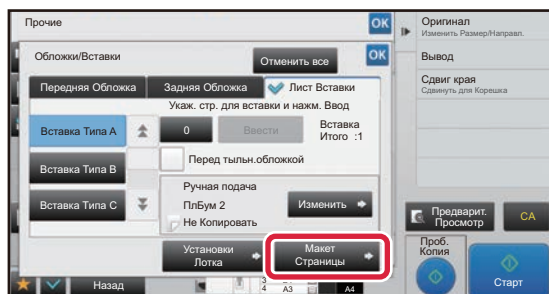 Прочие
OK
Обложки/Вставки
Отменить все
OK
Передняя Обложка
Задняя Обложка
Лист Вставки
Укаж. стр. для вставки и нажм. Ввод
Вставка Типа A
0
Ввести
Вставка
Итого :1
Перед тыльн.обложкой
Вставка Типа B
Ручная подача
ПлБум 2
Не Копировать
Изменить
Вставка Типа C
Установки
Лотка
Макет
Страницы
Назад
3
4
A3
A4
Оригинал
Изменить Размер/Направл.
Вывод
Сдвиг края
Сдвинуть для Корешка
Предварит.
Просмотр
CA
Проб.
Копия
Старт